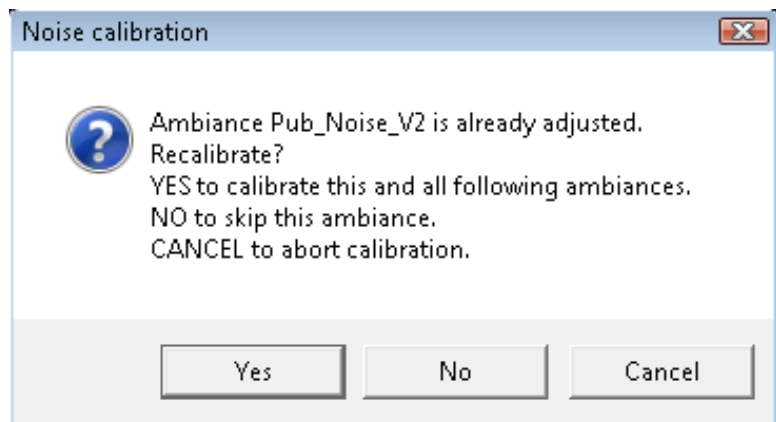 Noise calibration
Ambiance Pub_Noise_V2 is already adjusted.
Recalibrate?
YES to calibrate this and all following ambiances.
NO to skip this ambiance.
CANCEL to abort calibration.
Yes No Cancel